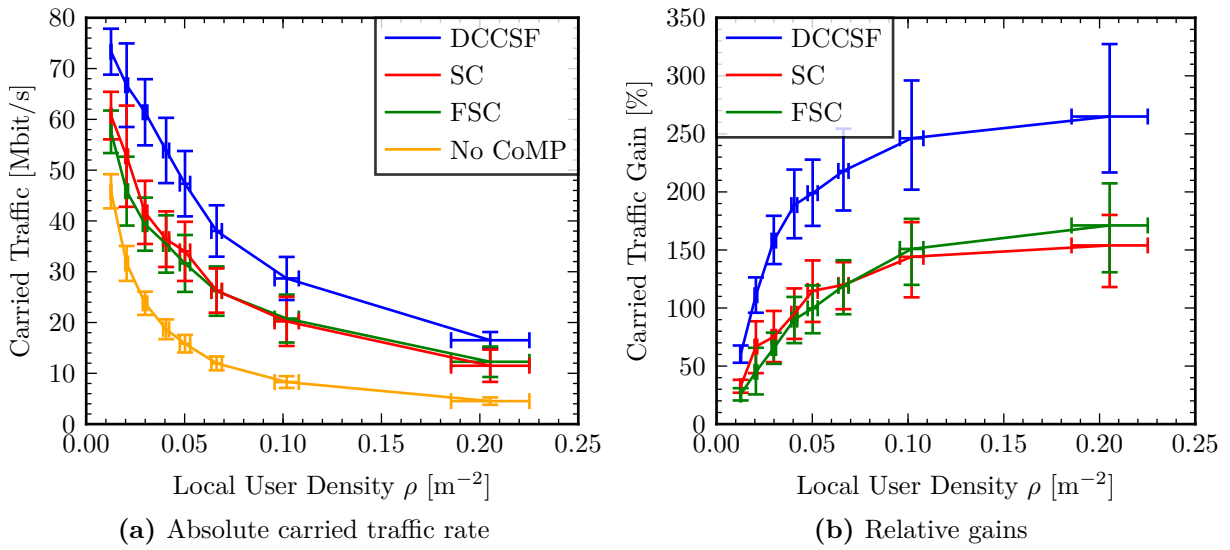 80
70
60
50
40
30
20
10
0
0.00
0.05
0.10
0.15
0.20
0.25
Carried Traffic [Mbit/s]
Local User Density ρ [m⁻²]
DCCSF
SC
FSC
No CoMP
(a) Absolute carried traffic rate
350
300
250
200
150
100
50
0
0.00
0.05
0.10
0.15
0.20
0.25
Carried Traffic Gain [%]
Local User Density ρ [m⁻²]
DCCSF
SC
FSC
(b) Relative gains